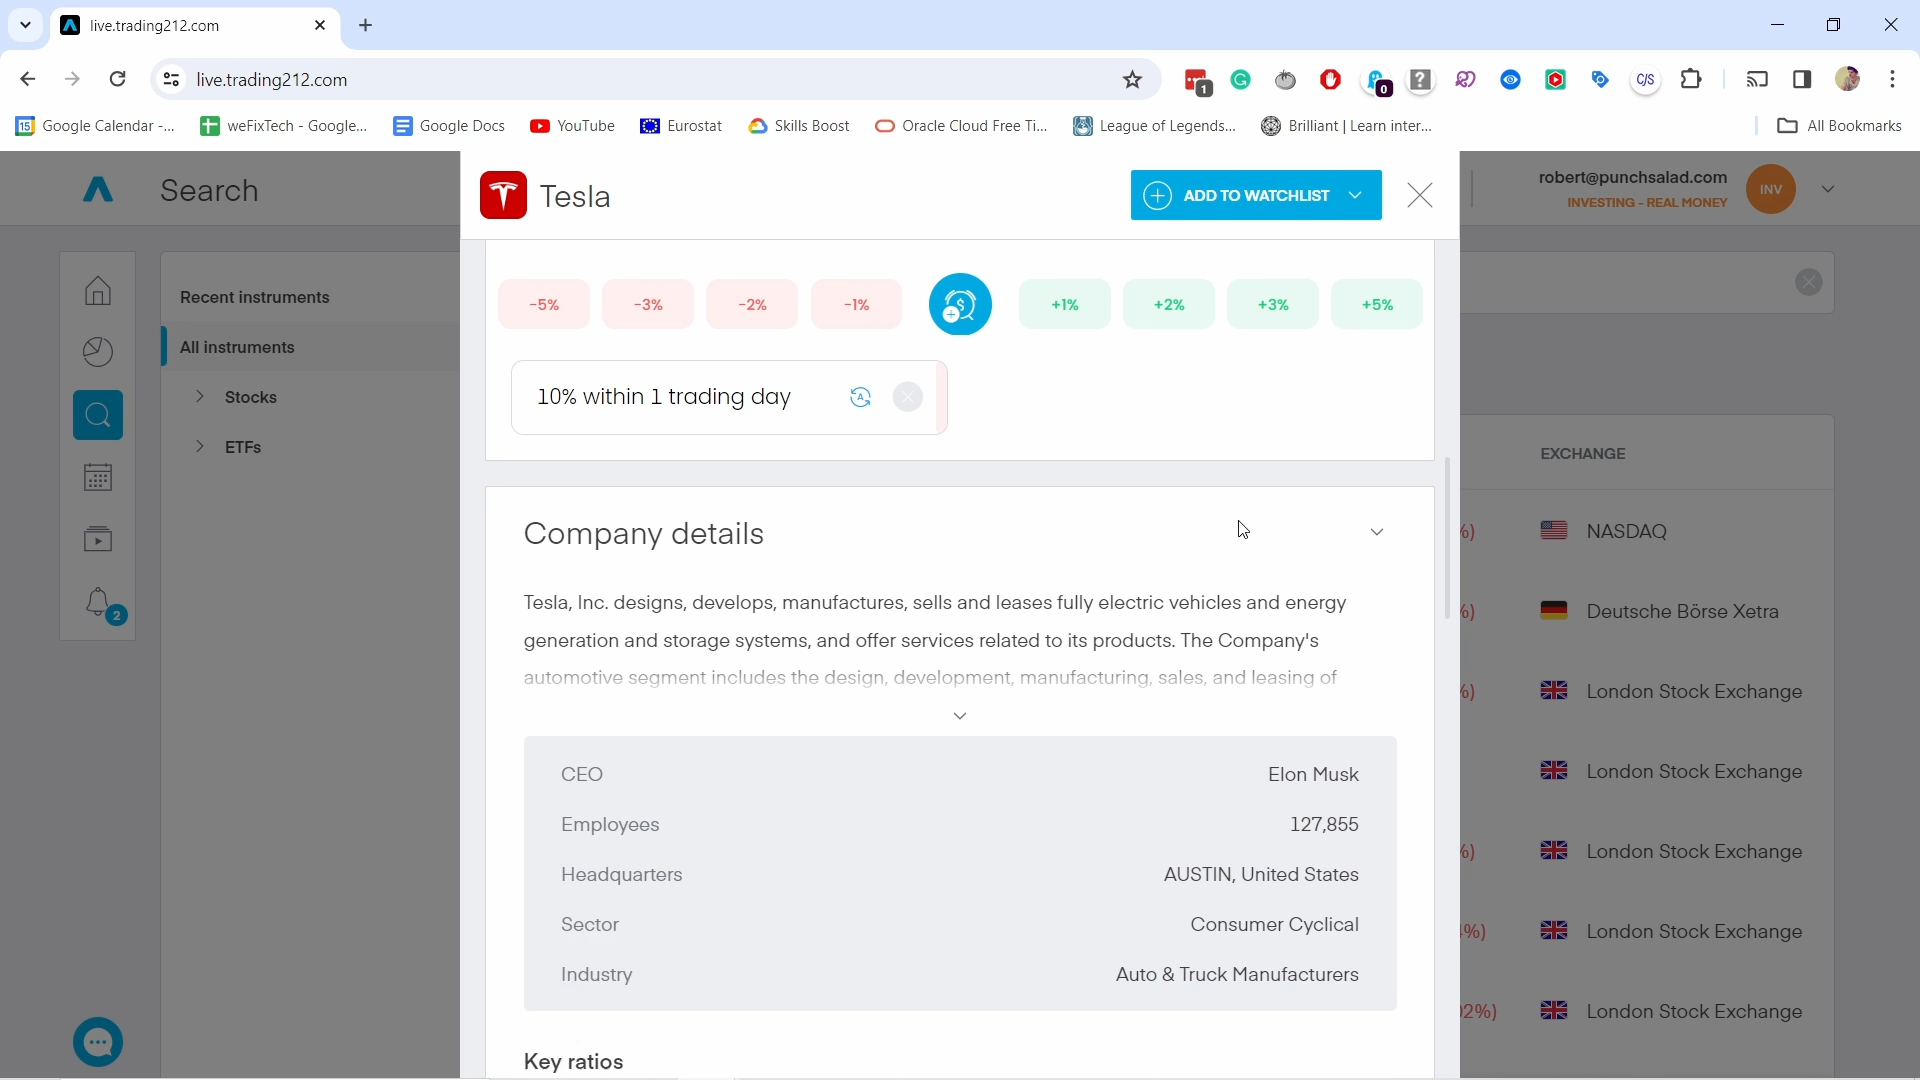 live.trading212.com
live.trading212.com
1
0
?
C/S
15 Google Calendar -...
weFixTech - Google...
Google Docs
YouTube
Eurostat
Skills Boost
Oracle Cloud Free Ti...
League of Legends...
Brilliant | Learn inter...
All Bookmarks
Search
Tesla
ADD TO WATCHLIST
robert@punchsalad.com
INVESTING - REAL MONEY
INV
Recent instruments
All instruments
Stocks
ETFs
2
-5%
-3%
-2%
-1%
$
+1%
+2%
+3%
+5%
10% within 1 trading day
A
EXCHANGE
Company details
Tesla, Inc. designs, develops, manufactures, sells and leases fully electric vehicles and energy
generation and storage systems, and offer services related to its products. The Company's
automotive segment includes the design, development, manufacturing, sales, and leasing of
CEO Elon Musk
Employees 127,855
Headquarters AUSTIN, United States
Sector Consumer Cyclical
Industry Auto & Truck Manufacturers
Key ratios
%) NASDAQ
%) Deutsche Börse Xetra
%) London Stock Exchange
London Stock Exchange
%) London Stock Exchange
%) London Stock Exchange
2%) London Stock Exchange